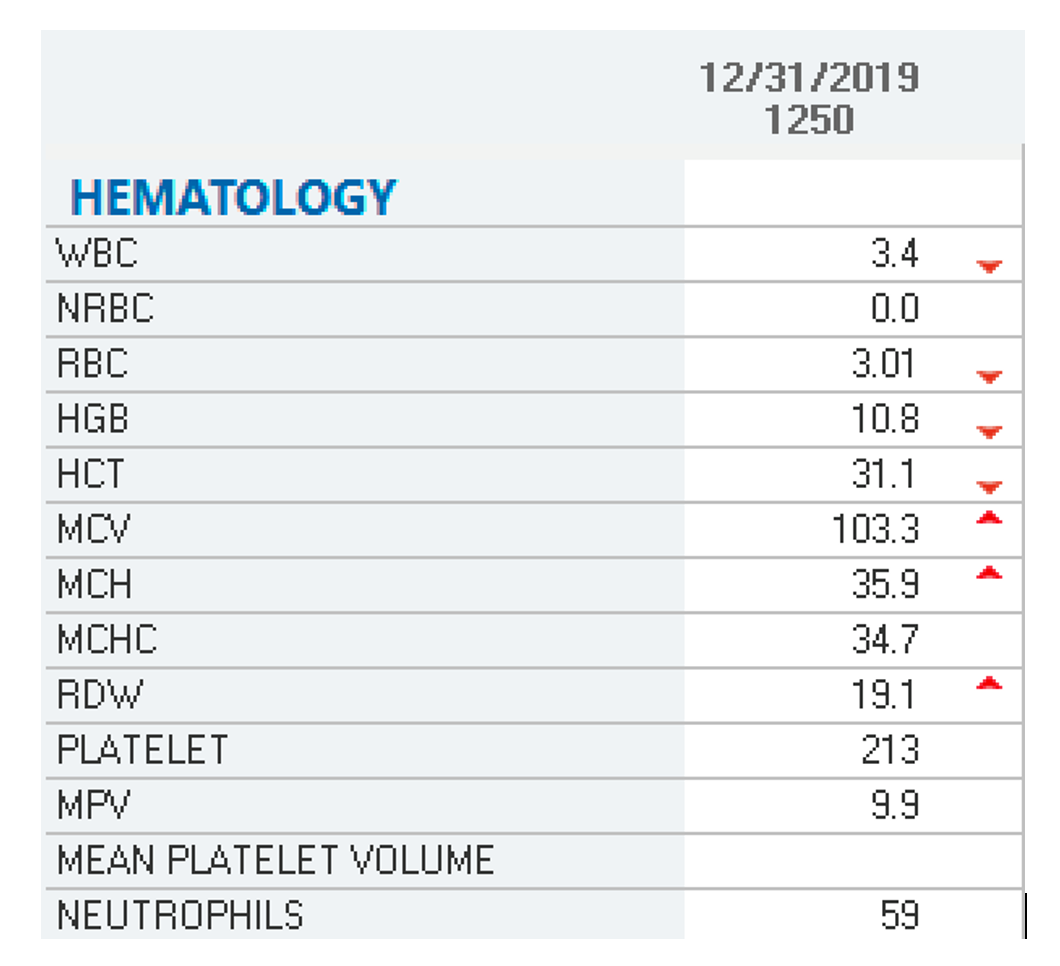 12/31/2019
1250
HEMATOLOGY
WBC 3.4
NRBC 0.0
RBC 3.01
HGB 10.8
HCT 31.1
MCV 103.3
MCH 35.9
MCHC 34.7
RDW 19.1
PLATELET 213
MPV 9.9
MEAN PLATELET VOLUME
NEUTROPHILS 59